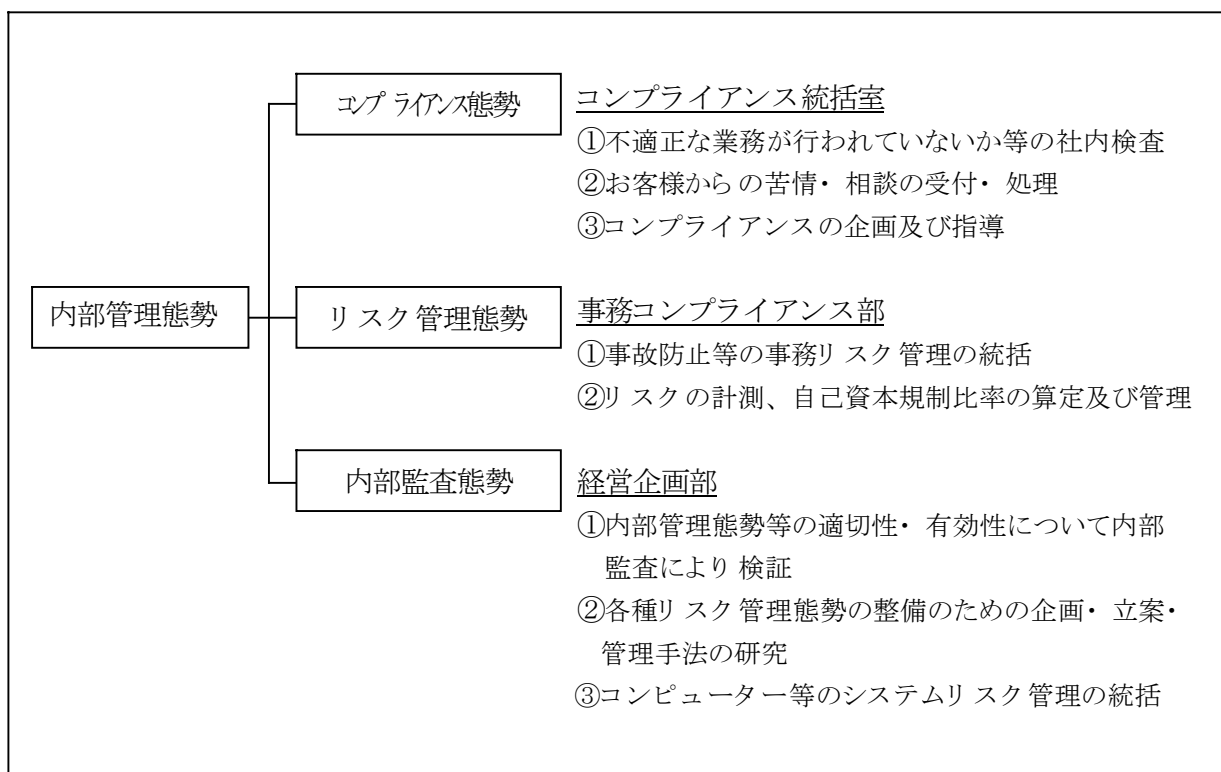 コンプライアンス態勢
コンプライアンス統括室
①不適正な業務が行われていないか等の社内検査
②お客様からの苦情・相談の受付・処理
③コンプライアンスの企画及び指導
内部管理態勢
リスク管理態勢
事務コンプライアンス部
①事故防止等の事務リスク管理の統括
②リスクの計測、自己資本規制比率の算定及び管理
内部監査態勢
経営企画部
①内部管理態勢等の適切性・有効性について内部
監査により検証
②各種リスク管理態勢の整備のための企画・立案・
管理手法の研究
③コンピューター等のシステムリスク管理の統括